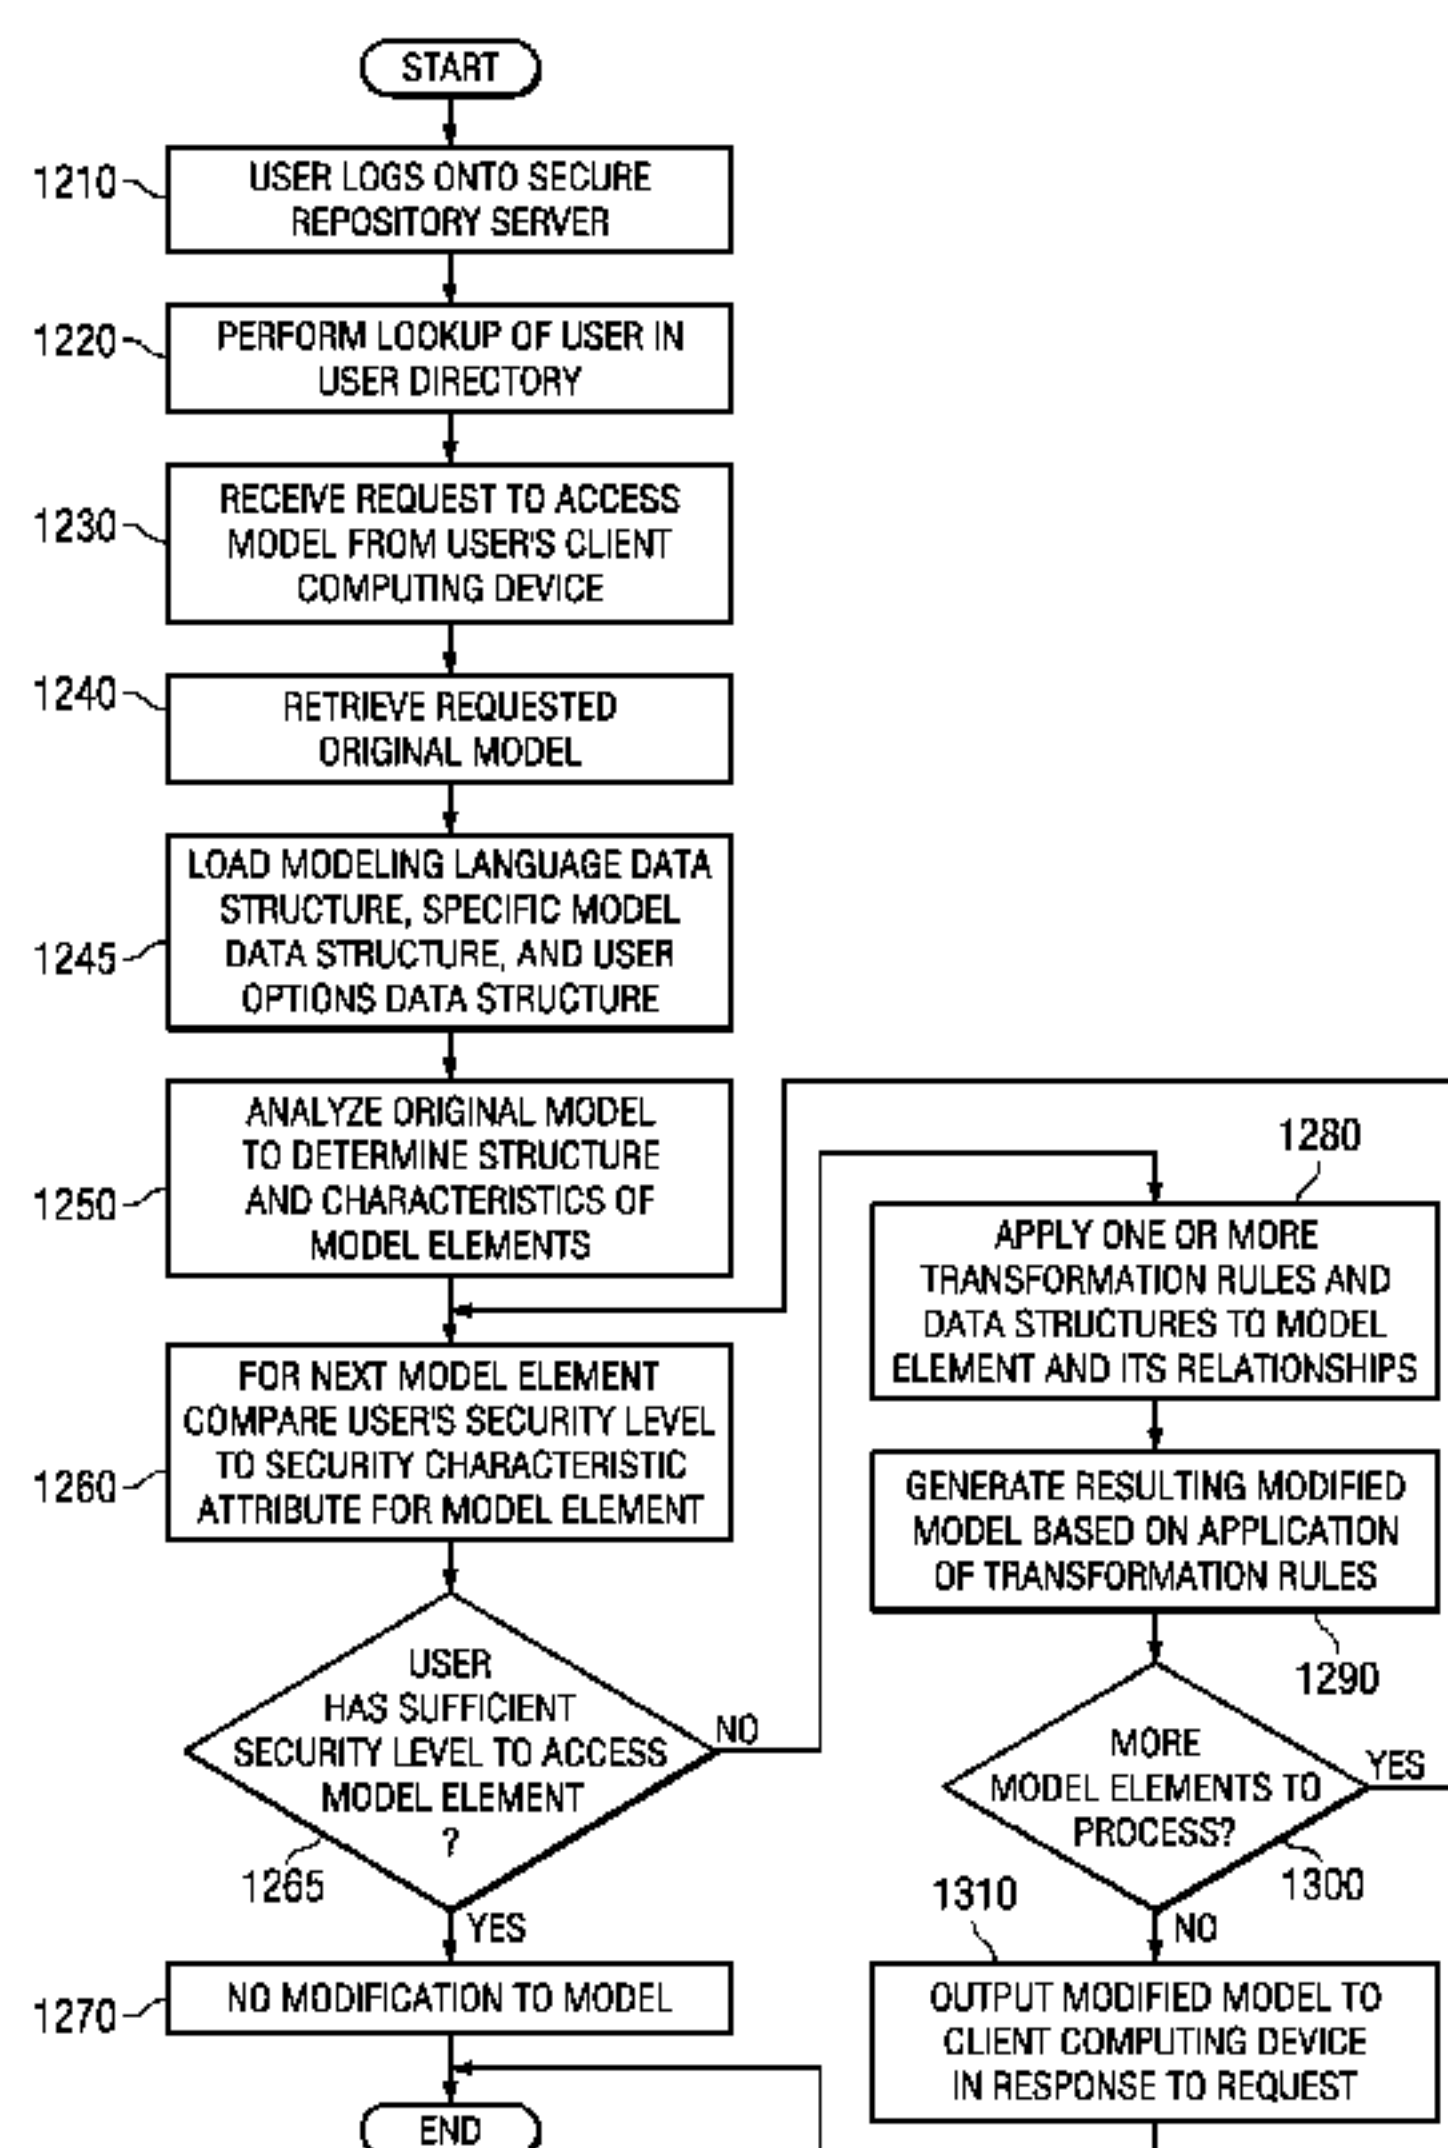 START
1210
USER LOGS ONTO SECURE
REPOSITORY SERVER
1220
PERFORM LOOKUP OF USER IN
USER DIRECTORY
1230
RECEIVE REQUEST TO ACCESS
MODEL FROM USER'S CLIENT
COMPUTING DEVICE
1240
RETRIEVE REQUESTED
ORIGINAL MODEL
1245
LOAD MODELING LANGUAGE DATA
STRUCTURE, SPECIFIC MODEL
DATA STRUCTURE, AND USER
OPTIONS DATA STRUCTURE
1250
ANALYZE ORIGINAL MODEL
TO DETERMINE STRUCTURE
AND CHARACTERISTICS OF
MODEL ELEMENTS
1260
FOR NEXT MODEL ELEMENT
COMPARE USER'S SECURITY LEVEL
TO SECURITY CHARACTERISTIC
ATTRIBUTE FOR MODEL ELEMENT
USER
HAS SUFFICIENT
SECURITY LEVEL TO ACCESS
MODEL ELEMENT
?
1265
NO
YES
1270
NO MODIFICATION TO MODEL
END
1280
APPLY ONE OR MORE
TRANSFORMATION RULES AND
DATA STRUCTURES TO MODEL
ELEMENT AND ITS RELATIONSHIPS
GENERATE RESULTING MODIFIED
MODEL BASED ON APPLICATION
OF TRANSFORMATION RULES
1290
MORE
MODEL ELEMENTS TO
PROCESS?
YES
1300
NO
1310
OUTPUT MODIFIED MODEL TO
CLIENT COMPUTING DEVICE
IN RESPONSE TO REQUEST